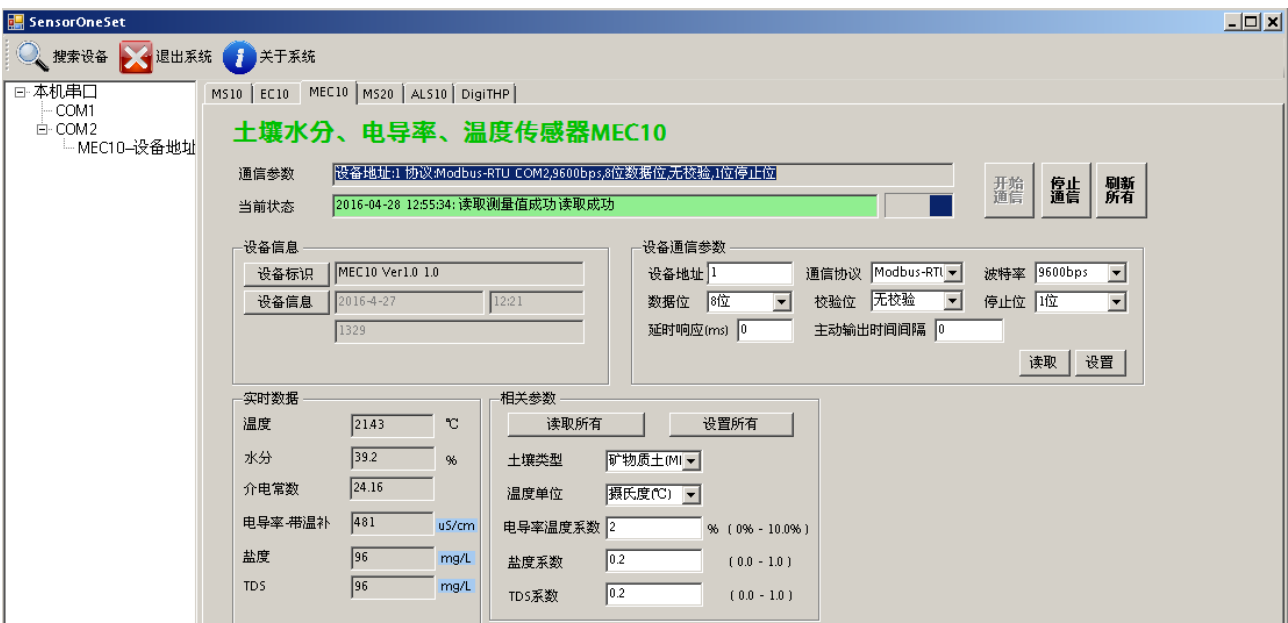 SensorOneSet
搜索设备 退出系统 关于系统
本机串口
COM1
COM2
MEC10–设备地址
MS10 EC10 MEC10 MS20 ALS10 DigiTHP
土壤水分、电导率、温度传感器MEC10
通信参数 设备地址:1 协议:Modbus-RTU COM2,9600bps,8位数据位,无校验,1位停止位
当前状态 2016-04-28 12:55:34: 读取测量值成功 读取成功
开始通信 停止通信 刷新所有
设备信息
设备标识 MEC10 Ver1.0 1.0
设备信息 2016-4-27 12:21
1329
设备通信参数
设备地址 1 通信协议 Modbus-RTU 波特率 9600bps
数据位 8位 校验位 无校验 停止位 1位
延时响应(ms) 0 主动输出时间间隔 0
读取 设置
实时数据
温度 21.43 ℃
水分 39.2 %
介电常数 24.16
电导率-带温补 481 uS/cm
盐度 96 mg/L
TDS 96 mg/L
相关参数
读取所有 设置所有
土壤类型 矿物质土(MI
温度单位 摄氏度(℃)
电导率温度系数 2 % ( 0% - 10.0% )
盐度系数 0.2 ( 0.0 - 1.0 )
TDS系数 0.2 ( 0.0 - 1.0 )